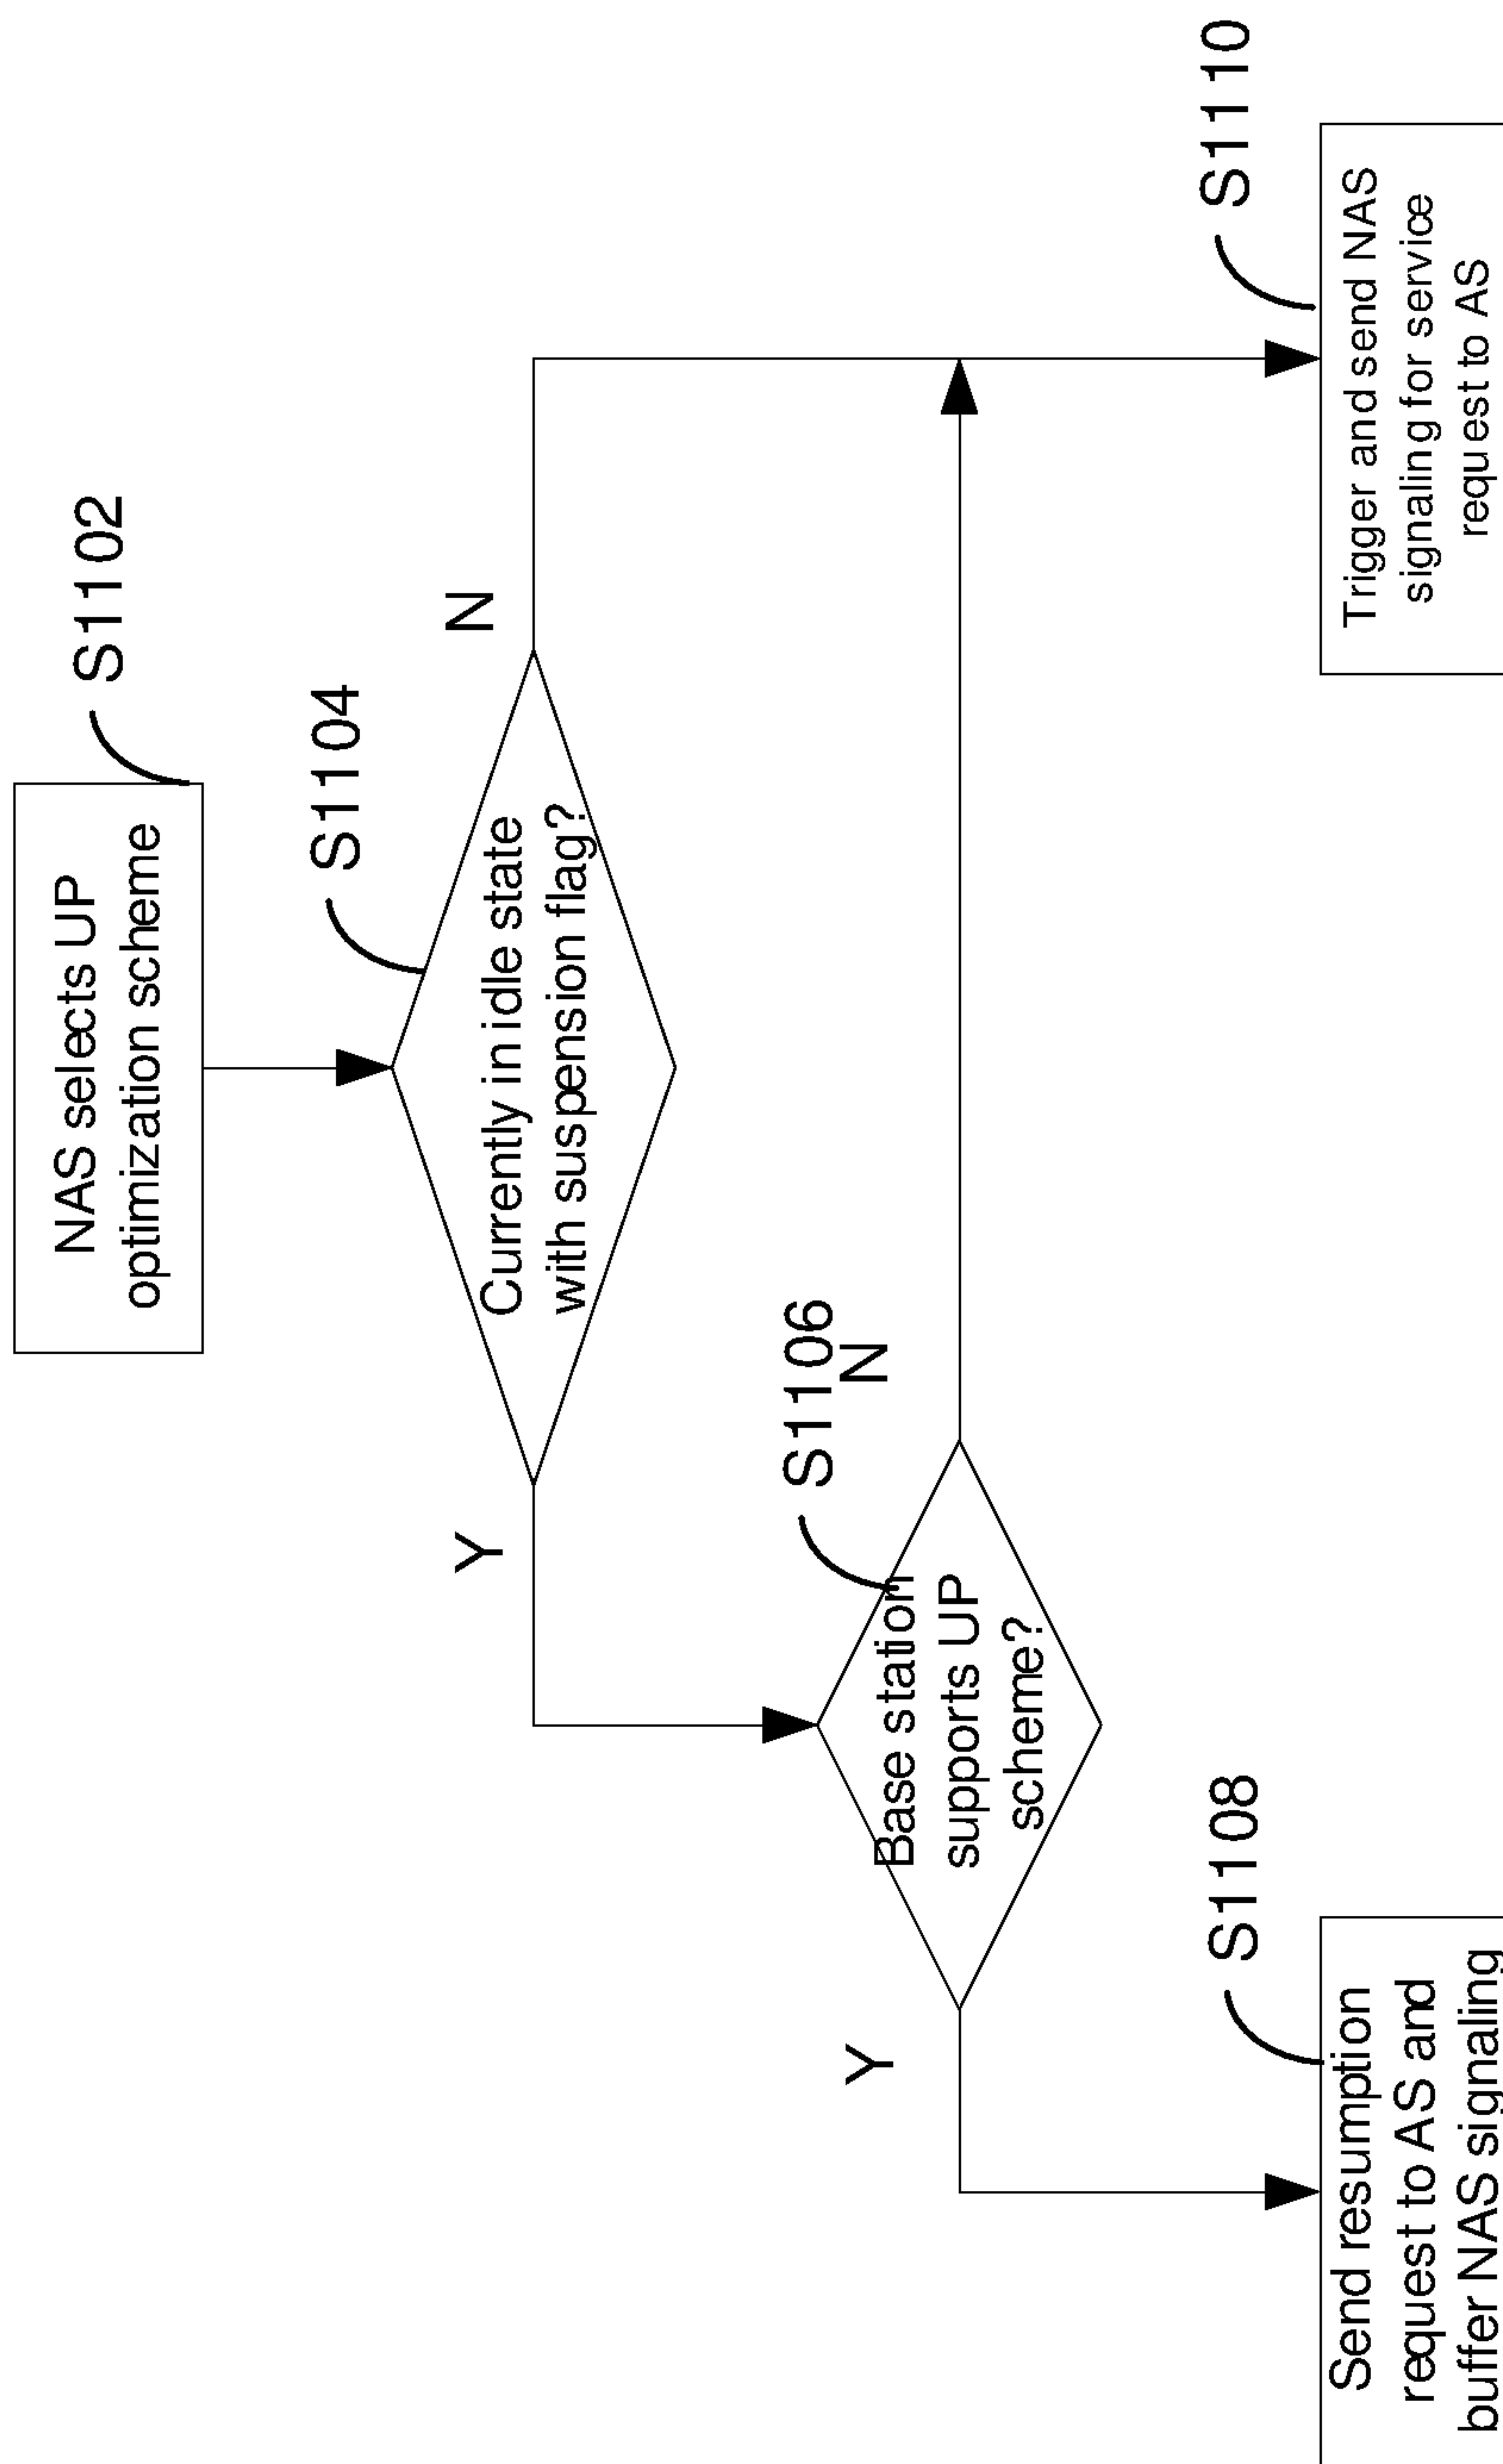 NAS selects UP
optimization scheme
S1102
S1104
Currently in idle state
with suspension flag?
Y
N
S1106
N
Base station
supports UP
scheme?
Y
S1108
Send resumption
request to AS and
buffer NAS signaling
S1110
Trigger and send NAS
signaling for service
request to AS